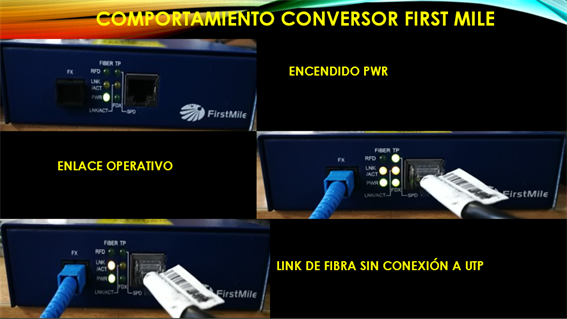 COMPORTAMIENTO CONVERSOR FIRST MILE
FIBER TP
FX
RFD
LNK
/ACT
PWR
LNK/ACT
FDX
SPD
FirstMile
ENCENDIDO PWR
ENLACE OPERATIVO
FIBER TP
FX
RFD
LNK
/ACT
PWR
LNK/ACT
FDX
SPD
FirstMile
FIBER TP
FX
RFD
LNK
/ACT
PWR
LNK/ACT
FDX
SPD
FirstMile
LINK DE FIBRA SIN CONEXIÓN A UTP